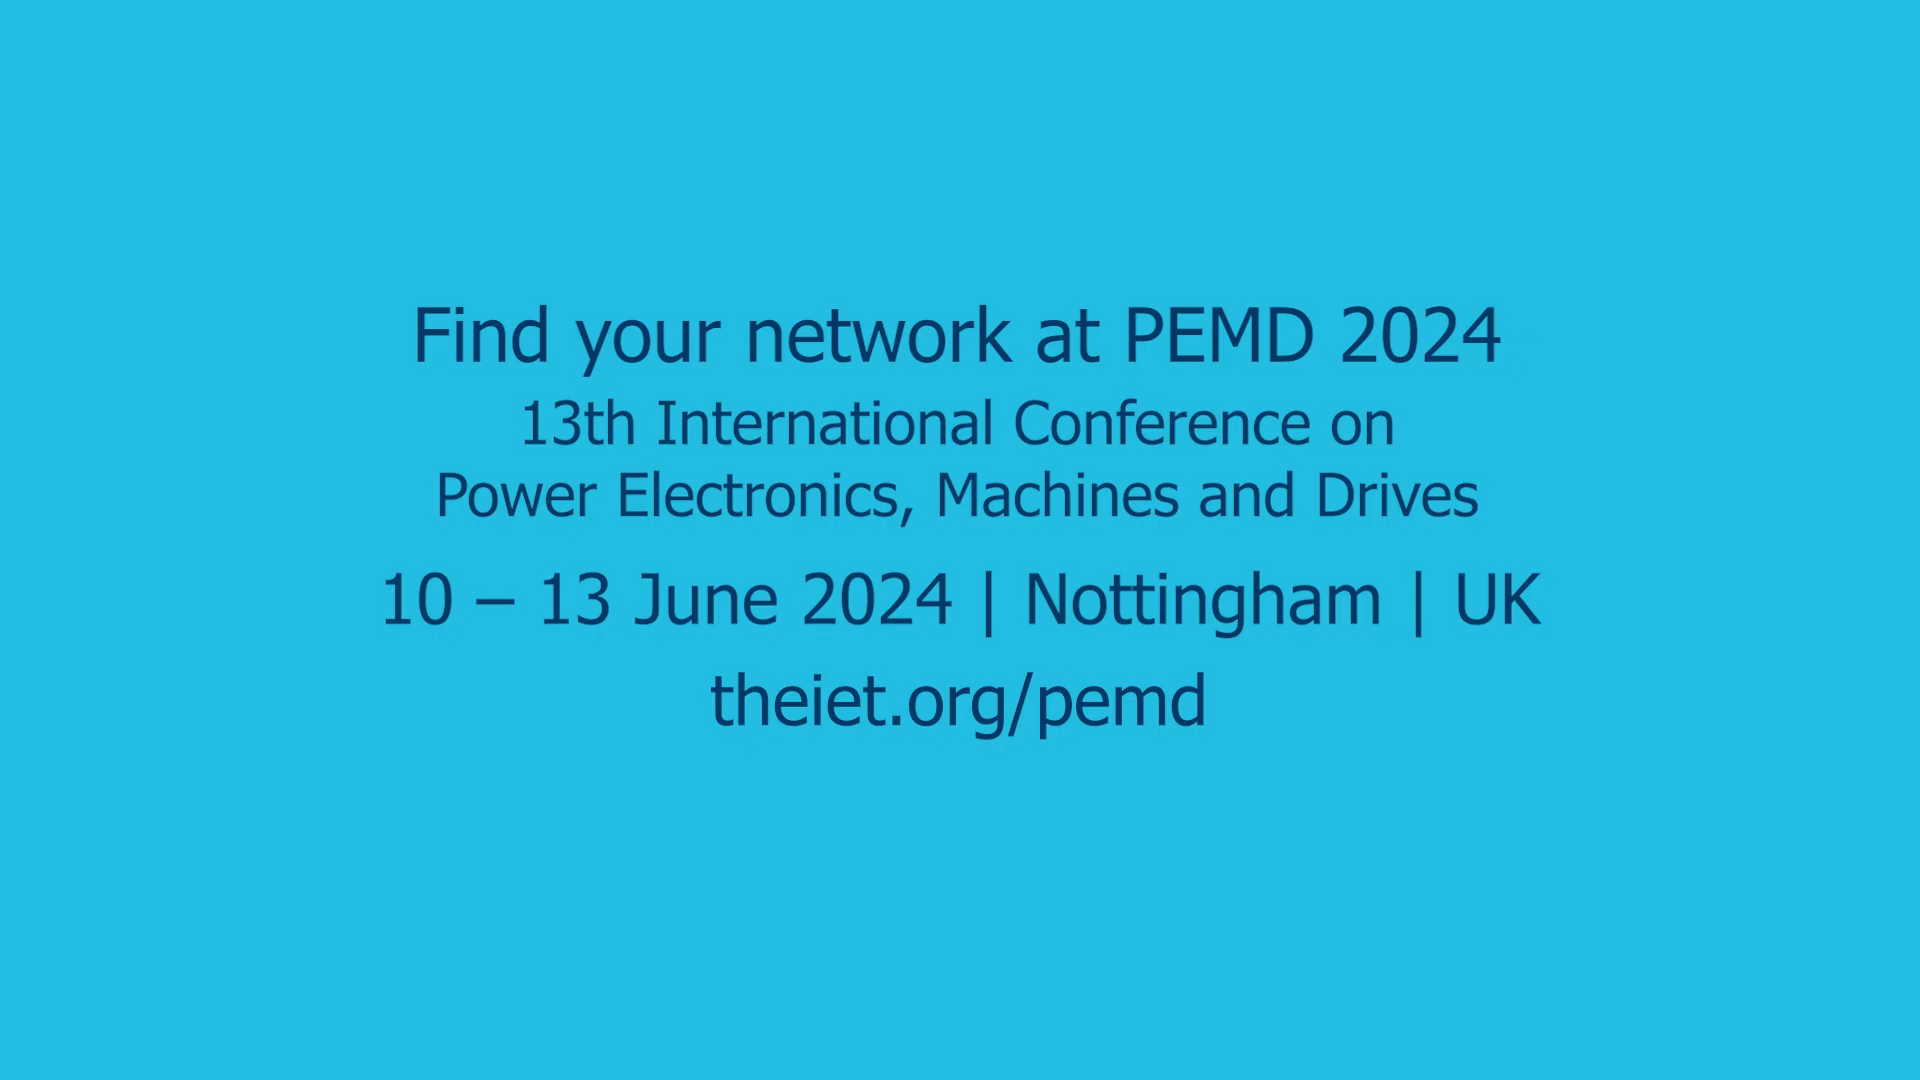 Find your network at PEMD 2024
13th International Conference on
Power Electronics, Machines and Drives
10 – 13 June 2024 | Nottingham | UK
theiet.org/pemd